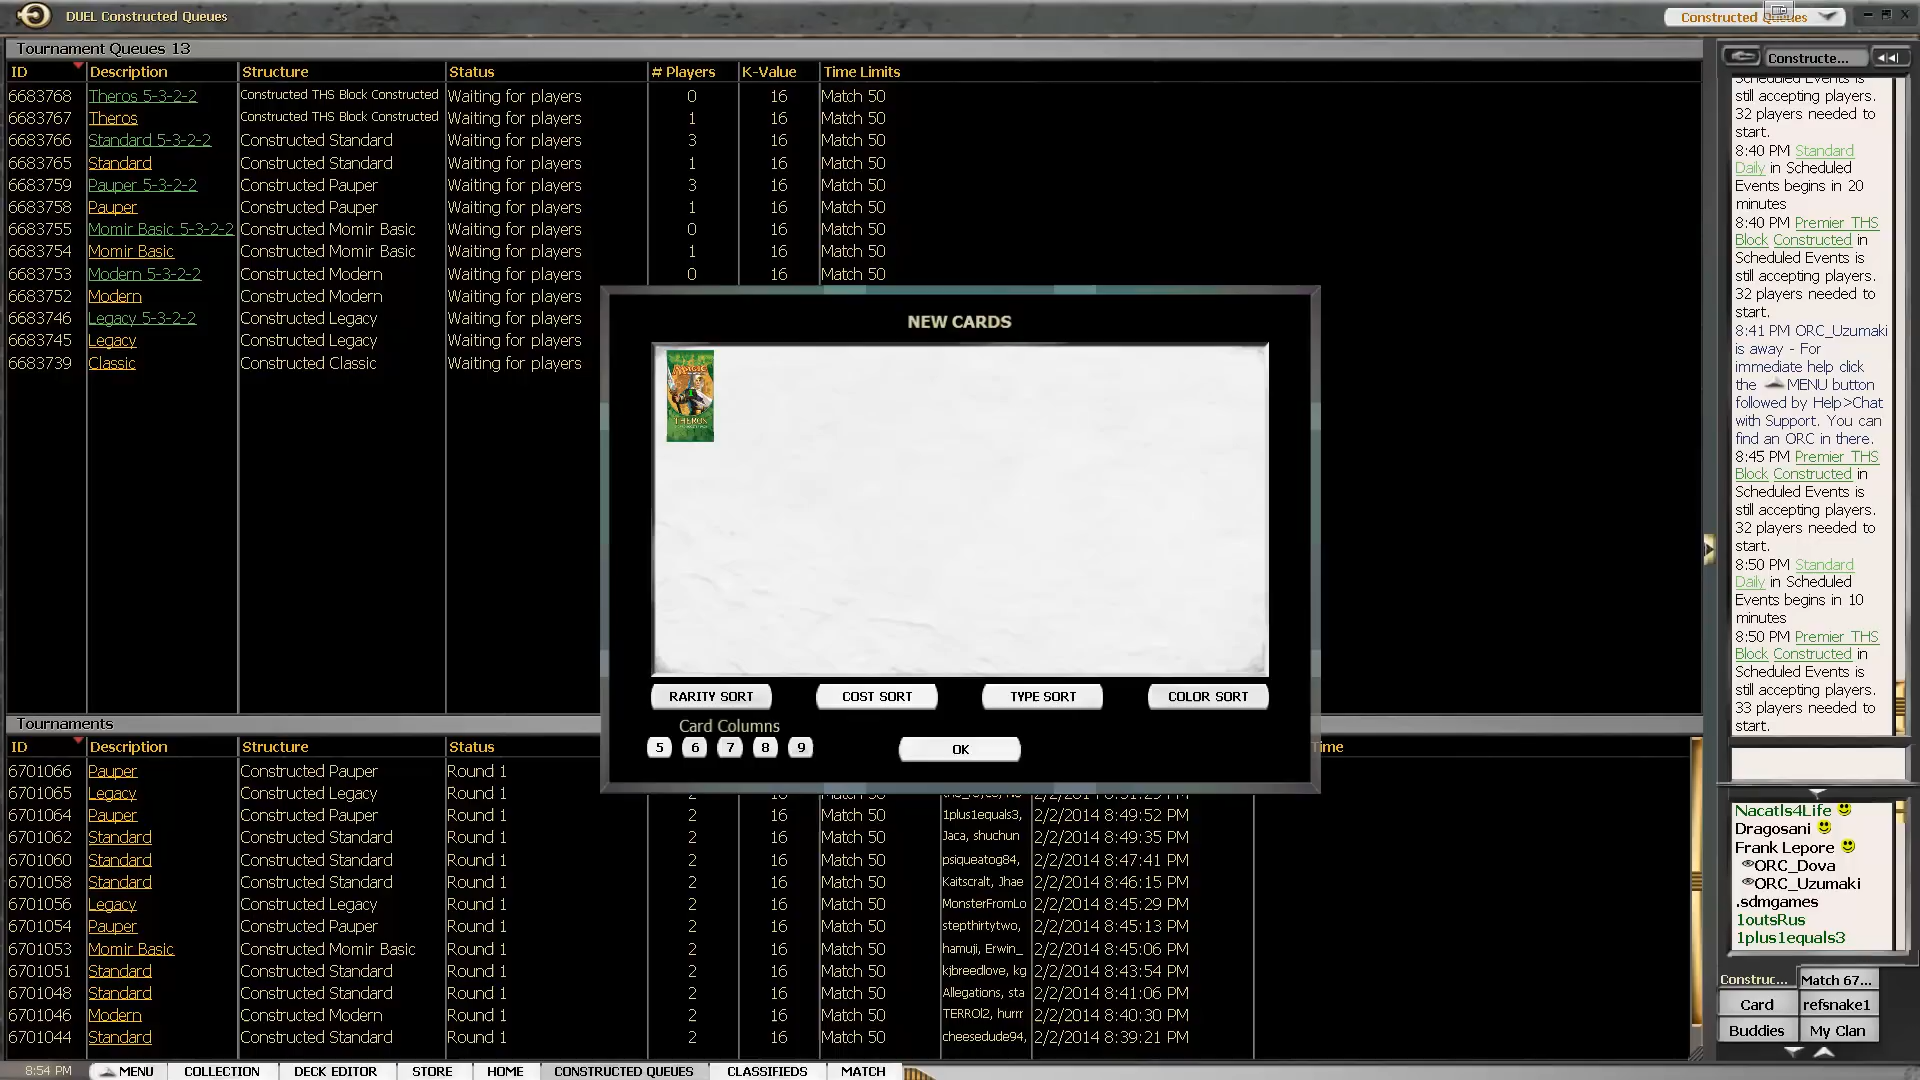 DUEL Constructed Queues
Constructed Queues
Tournament Queues 13
ID Description Structure Status # Players K-Value Time Limits
6683768 Theros 5-3-2-2 Constructed THS Block Constructed Waiting for players 0 16 Match 50
6683767 Theros Constructed THS Block Constructed Waiting for players 1 16 Match 50
6683766 Standard 5-3-2-2 Constructed Standard Waiting for players 3 16 Match 50
6683765 Standard Constructed Standard Waiting for players 1 16 Match 50
6683759 Pauper 5-3-2-2 Constructed Pauper Waiting for players 3 16 Match 50
6683758 Pauper Constructed Pauper Waiting for players 1 16 Match 50
6683755 Momir Basic 5-3-2-2 Constructed Momir Basic Waiting for players 0 16 Match 50
6683754 Momir Basic Constructed Momir Basic Waiting for players 1 16 Match 50
6683753 Modern 5-3-2-2 Constructed Modern Waiting for players 0 16 Match 50
6683752 Modern Constructed Modern Waiting for players
6683746 Legacy 5-3-2-2 Constructed Legacy Waiting for players
6683745 Legacy Constructed Legacy Waiting for players
6683739 Classic Constructed Classic Waiting for players
NEW CARDS
MAGIC
1
THEROS
RARITY SORT COST SORT TYPE SORT COLOR SORT
Card Columns
5 6 7 8 9 OK
Tournaments
ID Description Structure Status Time
6701066 Pauper Constructed Pauper Round 1
6701065 Legacy Constructed Legacy Round 1
6701064 Pauper Constructed Pauper Round 1 2 16 Match 50 1plus1equals3, 2/2/2014 8:49:52 PM
6701062 Standard Constructed Standard Round 1 2 16 Match 50 Jaca, shuchun 2/2/2014 8:49:35 PM
6701060 Standard Constructed Standard Round 1 2 16 Match 50 psiqueatog84, 2/2/2014 8:47:41 PM
6701058 Standard Constructed Standard Round 1 2 16 Match 50 Kaitscralt, Jhae 2/2/2014 8:46:15 PM
6701056 Legacy Constructed Legacy Round 1 2 16 Match 50 MonsterFromLo 2/2/2014 8:45:29 PM
6701054 Pauper Constructed Pauper Round 1 2 16 Match 50 stepthirtytwo, 2/2/2014 8:45:13 PM
6701053 Momir Basic Constructed Momir Basic Round 1 2 16 Match 50 hamuji, Erwin_ 2/2/2014 8:45:06 PM
6701051 Standard Constructed Standard Round 1 2 16 Match 50 kjbreedlove, kg 2/2/2014 8:43:54 PM
6701048 Standard Constructed Standard Round 1 2 16 Match 50 Allegations, sta 2/2/2014 8:41:06 PM
6701046 Modern Constructed Modern Round 1 2 16 Match 50 TERROl2, hurrr 2/2/2014 8:40:30 PM
6701044 Standard Constructed Standard Round 1 2 16 Match 50 cheesedude94, 2/2/2014 8:39:21 PM
8:54 PM MENU COLLECTION DECK EDITOR STORE HOME CONSTRUCTED QUEUES CLASSIFIEDS MATCH
Constructe...
Scheduled Events is
still accepting players.
32 players needed to
start.
8:40 PM Standard
Daily in Scheduled
Events begins in 20
minutes
8:40 PM Premier THS
Block Constructed in
Scheduled Events is
still accepting players.
32 players needed to
start.
8:41 PM ORC_Uzumaki
is away - For
immediate help click
the MENU button
followed by Help>Chat
with Support. You can
find an ORC in there.
8:45 PM Premier THS
Block Constructed in
Scheduled Events is
still accepting players.
32 players needed to
start.
8:50 PM Standard
Daily in Scheduled
Events begins in 10
minutes
8:50 PM Premier THS
Block Constructed in
Scheduled Events is
still accepting players.
33 players needed to
start.
Nacatls4Life
Dragosani
Frank Lepore
ORC_Dova
ORC_Uzumaki
.sdmgames
1outsRus
1plus1equals3
Construc... Match 67...
Card refsnake1
Buddies My Clan